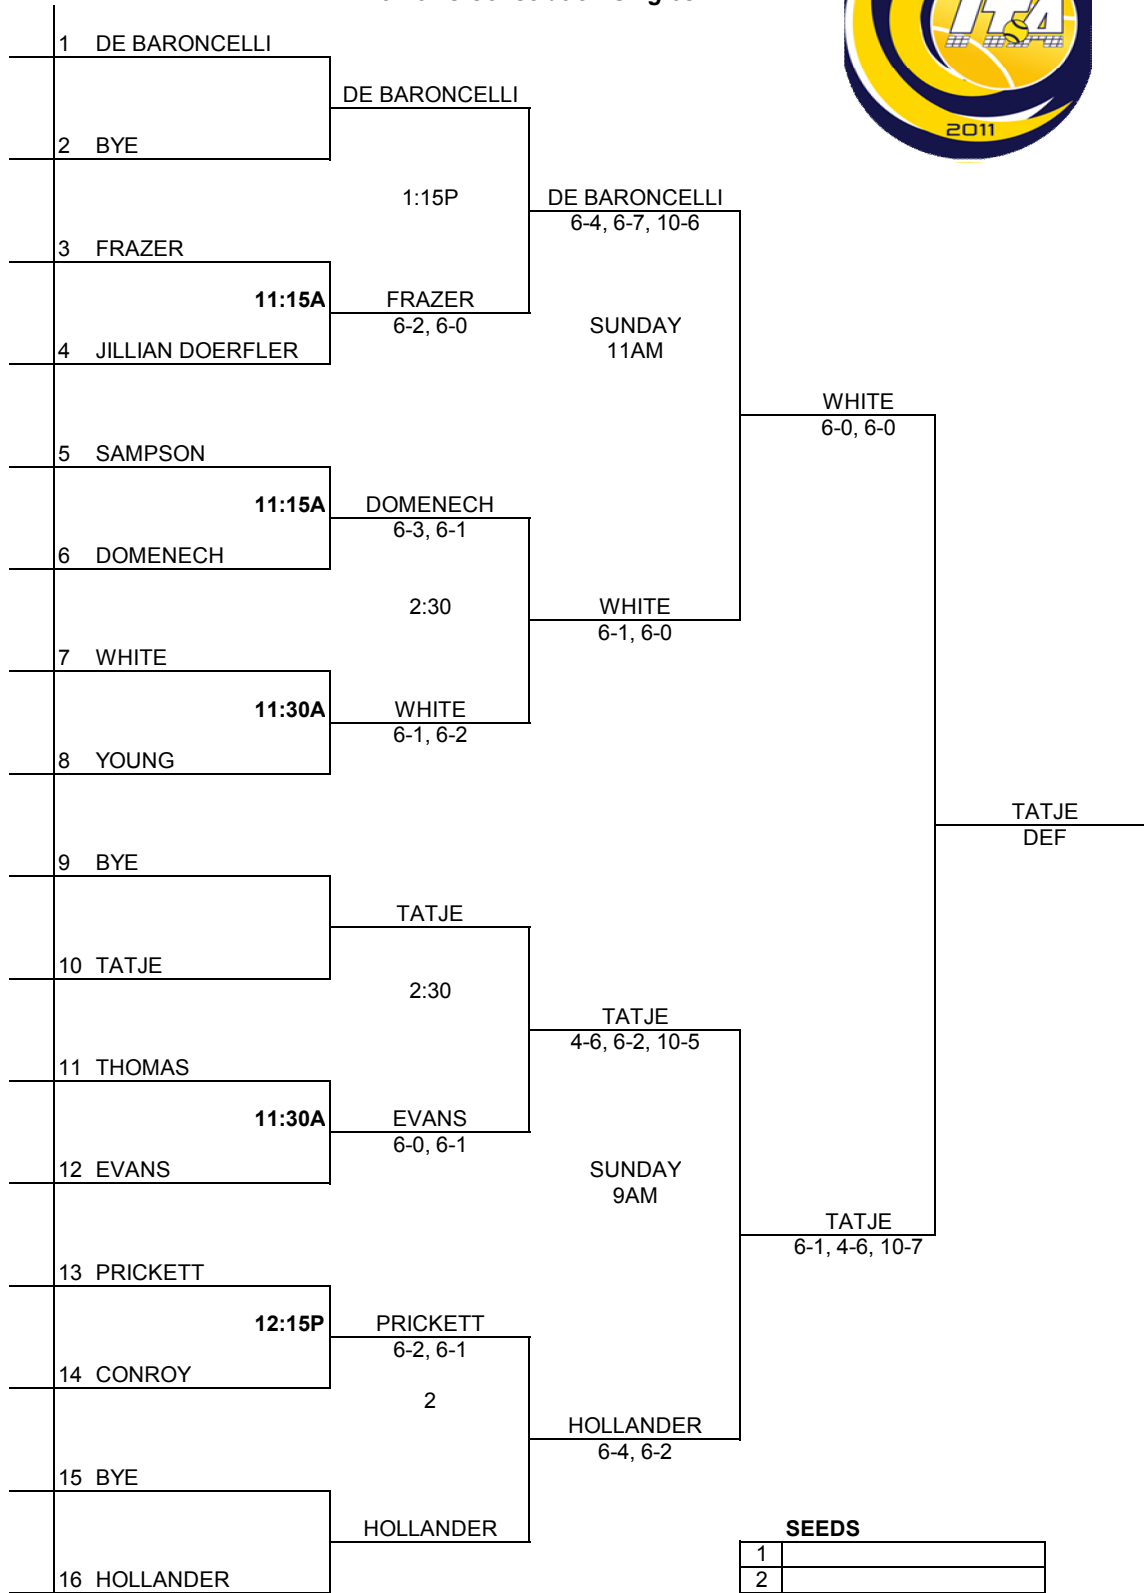 ITA
2011
1 DE BARONCELLI
DE BARONCELLI
2 BYE
1:15P
DE BARONCELLI
6-4, 6-7, 10-6
3 FRAZER
11:15A
FRAZER
6-2, 6-0
SUNDAY
11AM
4 JILLIAN DOERFLER
WHITE
6-0, 6-0
5 SAMPSON
11:15A
DOMENECH
6-3, 6-1
6 DOMENECH
2:30
WHITE
6-1, 6-0
7 WHITE
11:30A
WHITE
6-1, 6-2
8 YOUNG
TATJE
DEF
9 BYE
TATJE
10 TATJE
2:30
TATJE
4-6, 6-2, 10-5
11 THOMAS
11:30A
EVANS
6-0, 6-1
12 EVANS
SUNDAY
9AM
TATJE
6-1, 4-6, 10-7
13 PRICKETT
12:15P
PRICKETT
6-2, 6-1
14 CONROY
2
HOLLANDER
6-4, 6-2
15 BYE
HOLLANDER
SEEDS
1
16 HOLLANDER
2